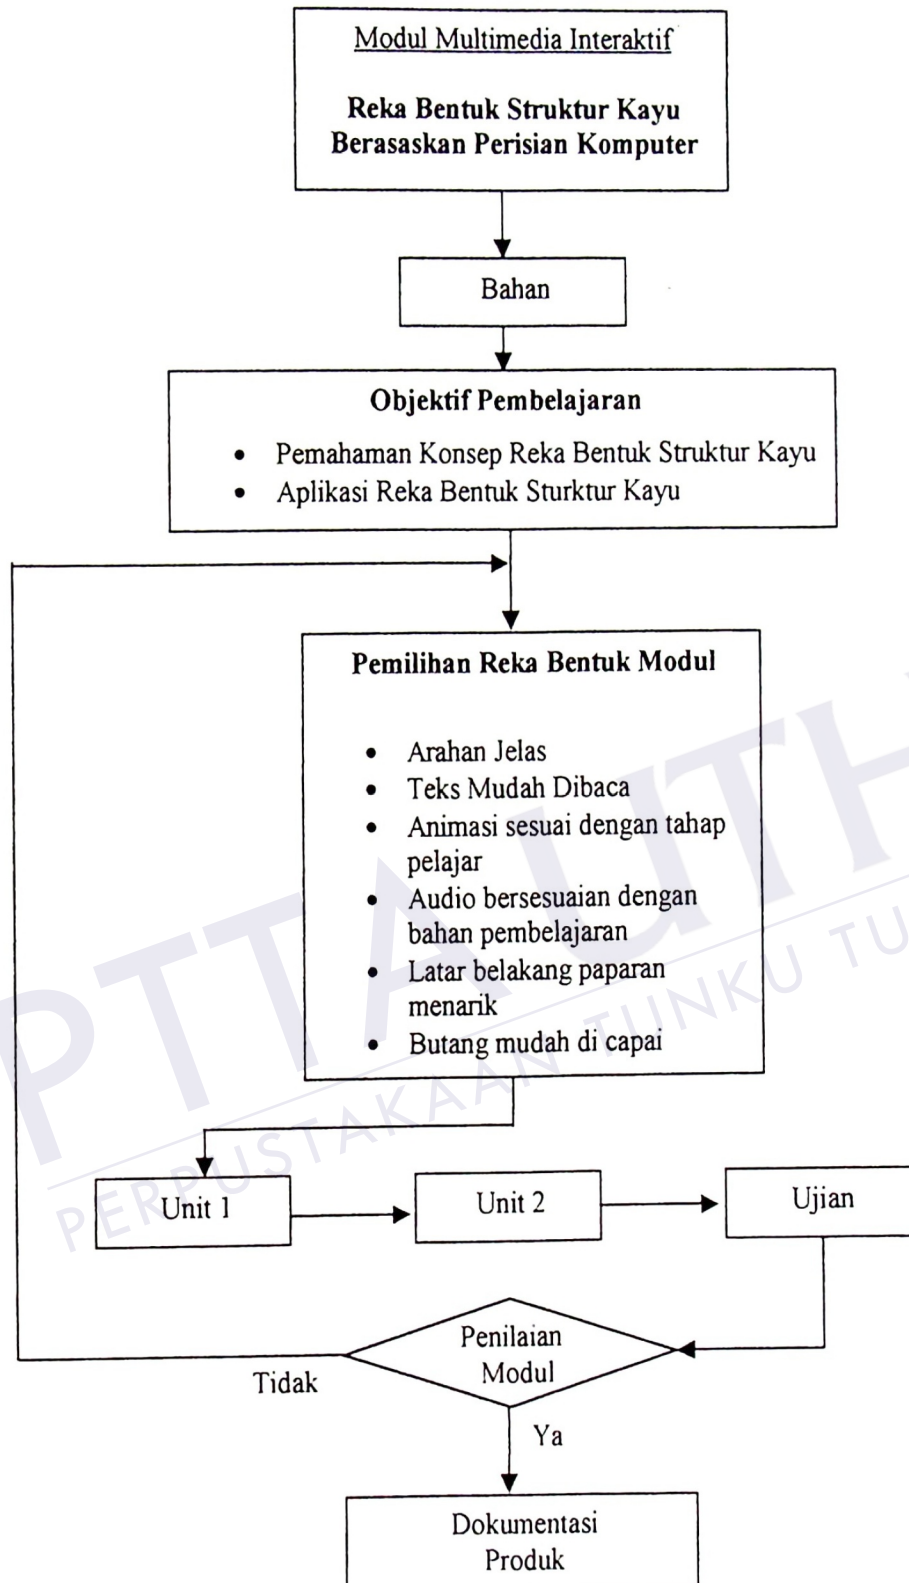 Modul Multimedia Interaktif
Reka Bentuk Struktur Kayu
Berasaskan Perisian Komputer
Bahan
Objektif Pembelajaran
• Pemahaman Konsep Reka Bentuk Struktur Kayu
• Aplikasi Reka Bentuk Sturktur Kayu
Pemilihan Reka Bentuk Modul
• Arahan Jelas
• Teks Mudah Dibaca
• Animasi sesuai dengan tahap
pelajar
• Audio bersesuaian dengan
bahan pembelajaran
• Latar belakang paparan
menarik
• Butang mudah di capai
PTTA UTH
PERPUSTAKAAN TUNKU TU
Unit 1
Unit 2
Ujian
Penilaian
Modul
Tidak
Ya
Dokumentasi
Produk